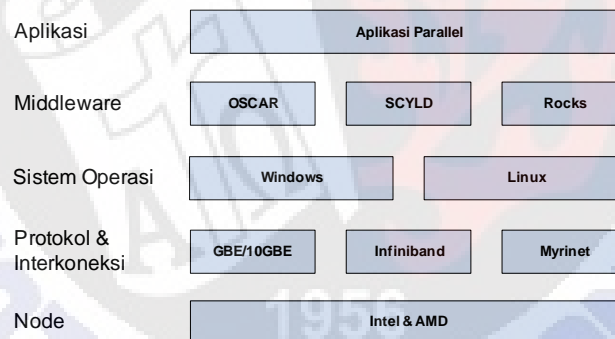 Aplikasi
Aplikasi Parallel
Middleware
OSCAR
SCYLD
Rocks
Sistem Operasi
Windows
Linux
Protokol &
Interkoneksi
GBE/10GBE
Infiniband
Myrinet
Node
Intel & AMD
1956